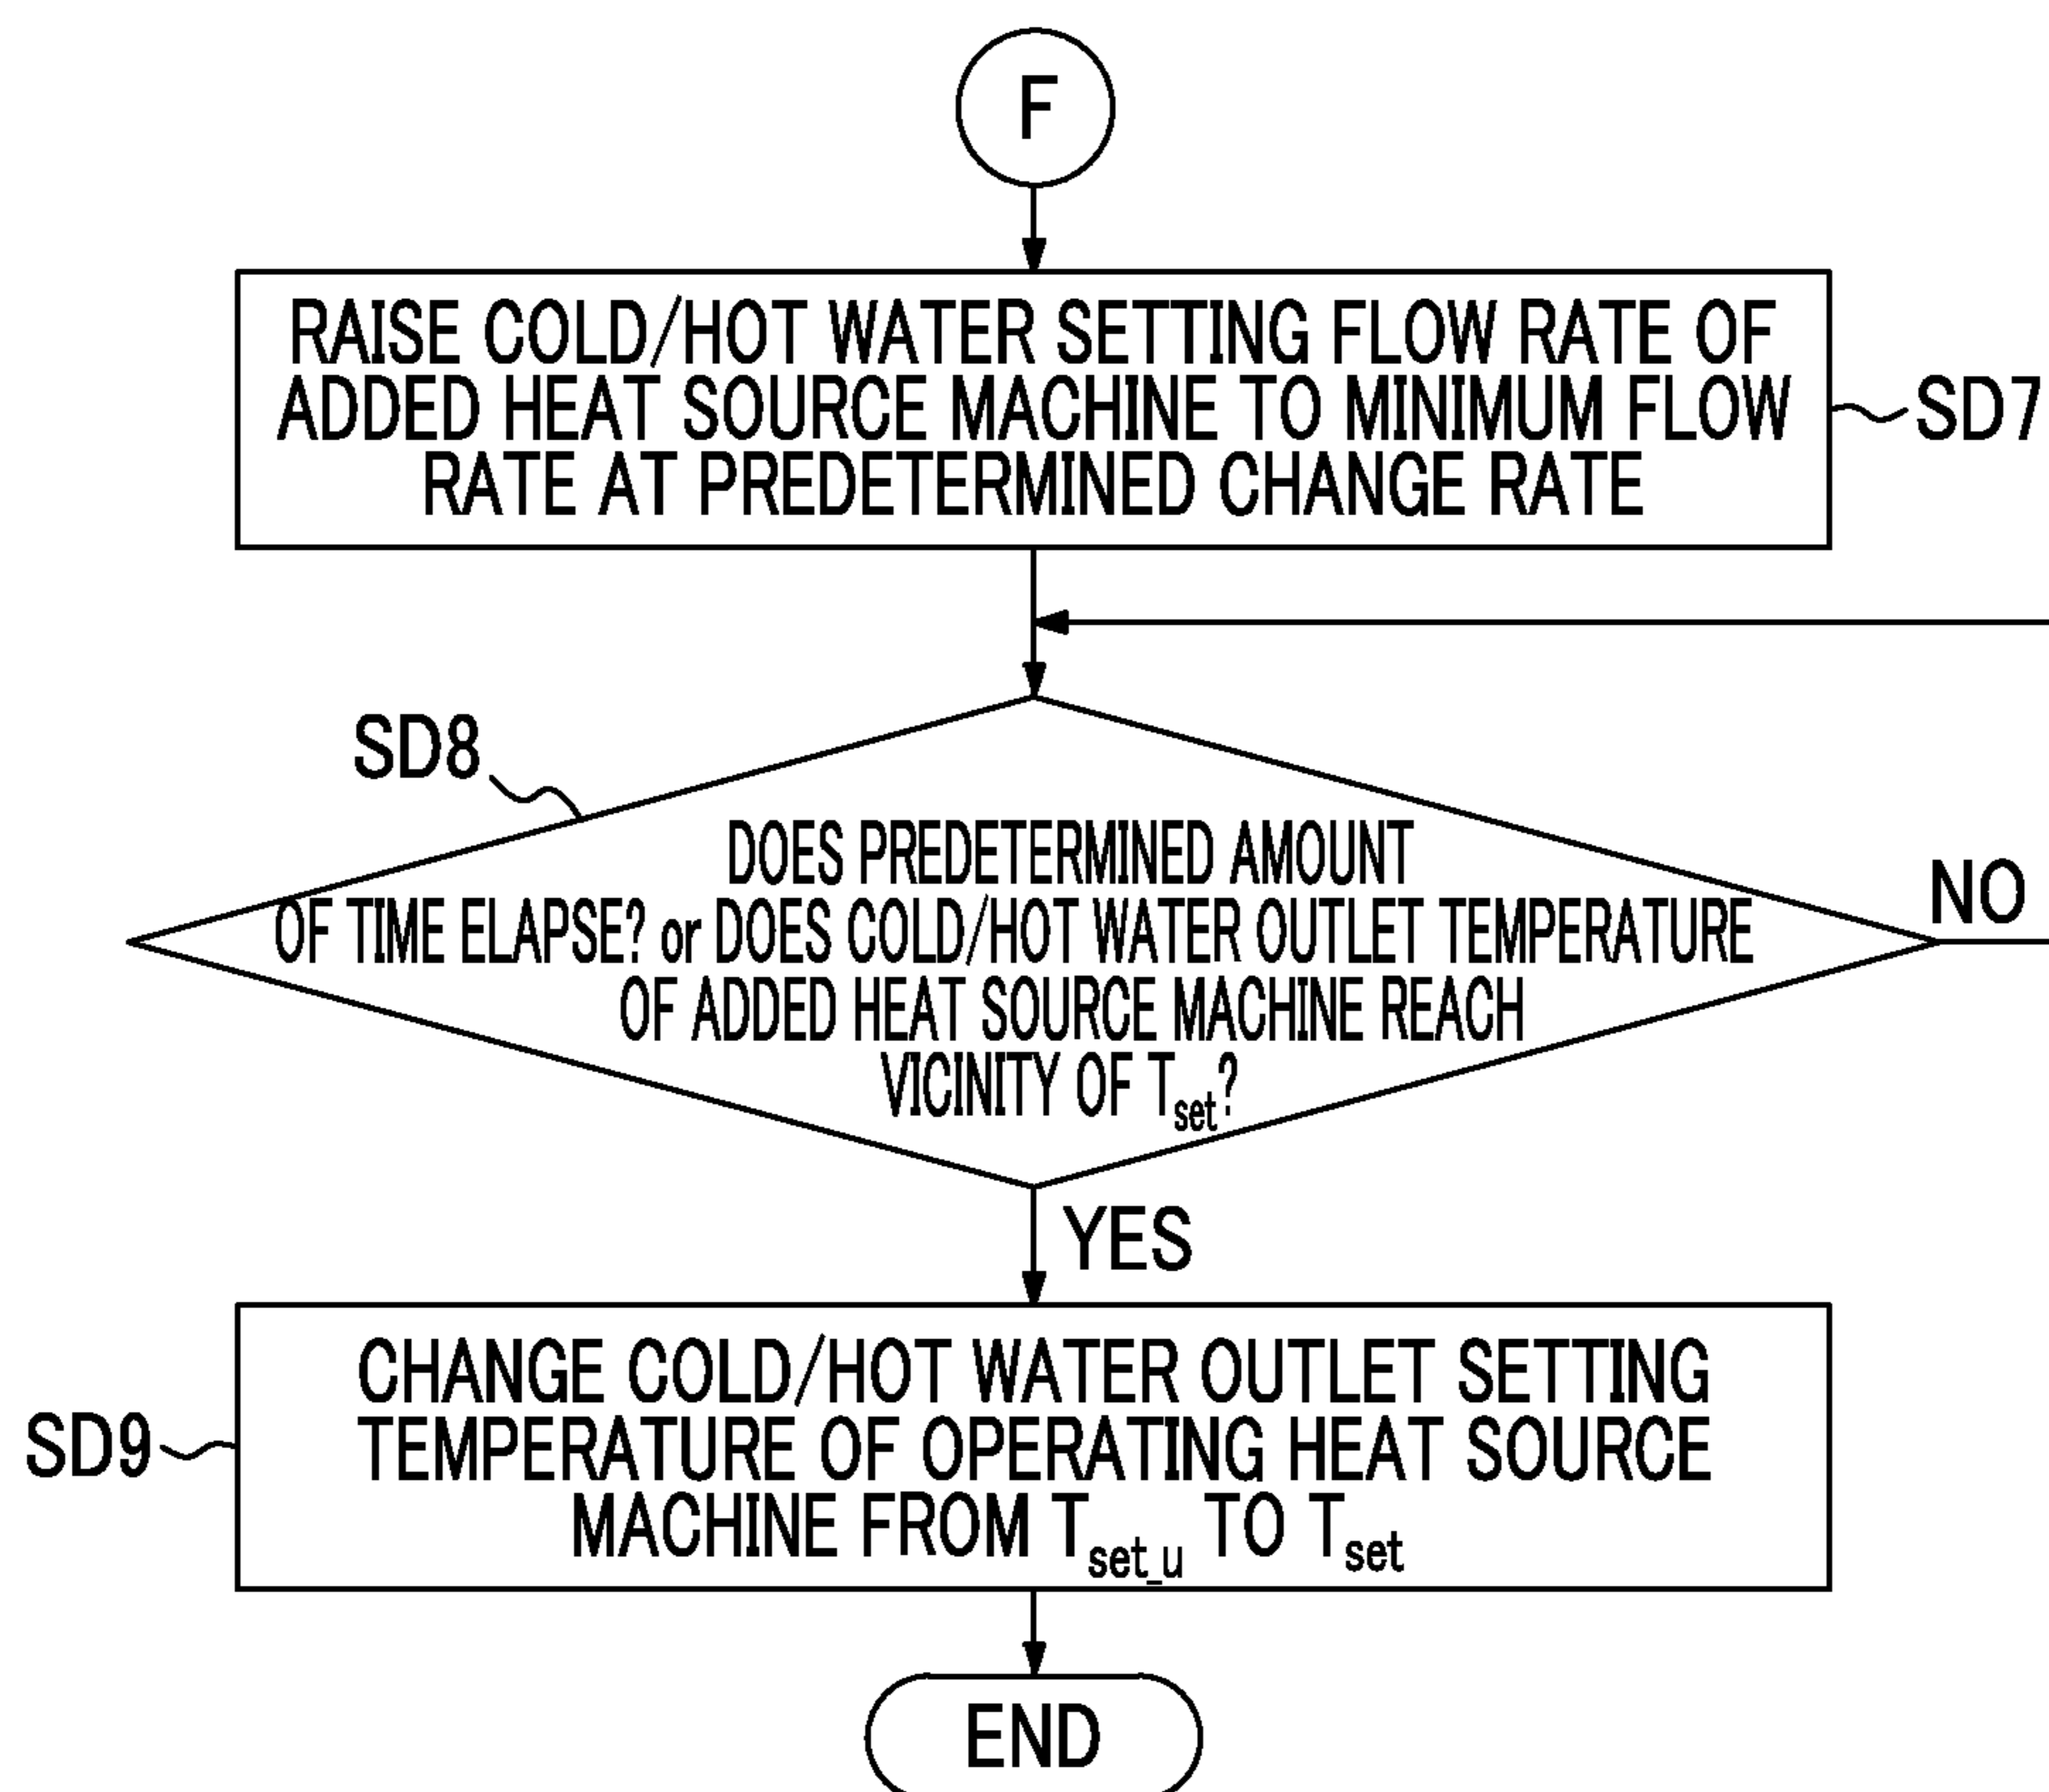 F
RAISE COLD/HOT WATER SETTING FLOW RATE OF
ADDED HEAT SOURCE MACHINE TO MINIMUM FLOW
RATE AT PREDETERMINED CHANGE RATE
SD7
SD8
DOES PREDETERMINED AMOUNT
OF TIME ELAPSE? or DOES COLD/HOT WATER OUTLET TEMPERATURE
OF ADDED HEAT SOURCE MACHINE REACH
VICINITY OF Tset?
NO
YES
CHANGE COLD/HOT WATER OUTLET SETTING
TEMPERATURE OF OPERATING HEAT SOURCE
MACHINE FROM Tset_u TO Tset
SD9
END